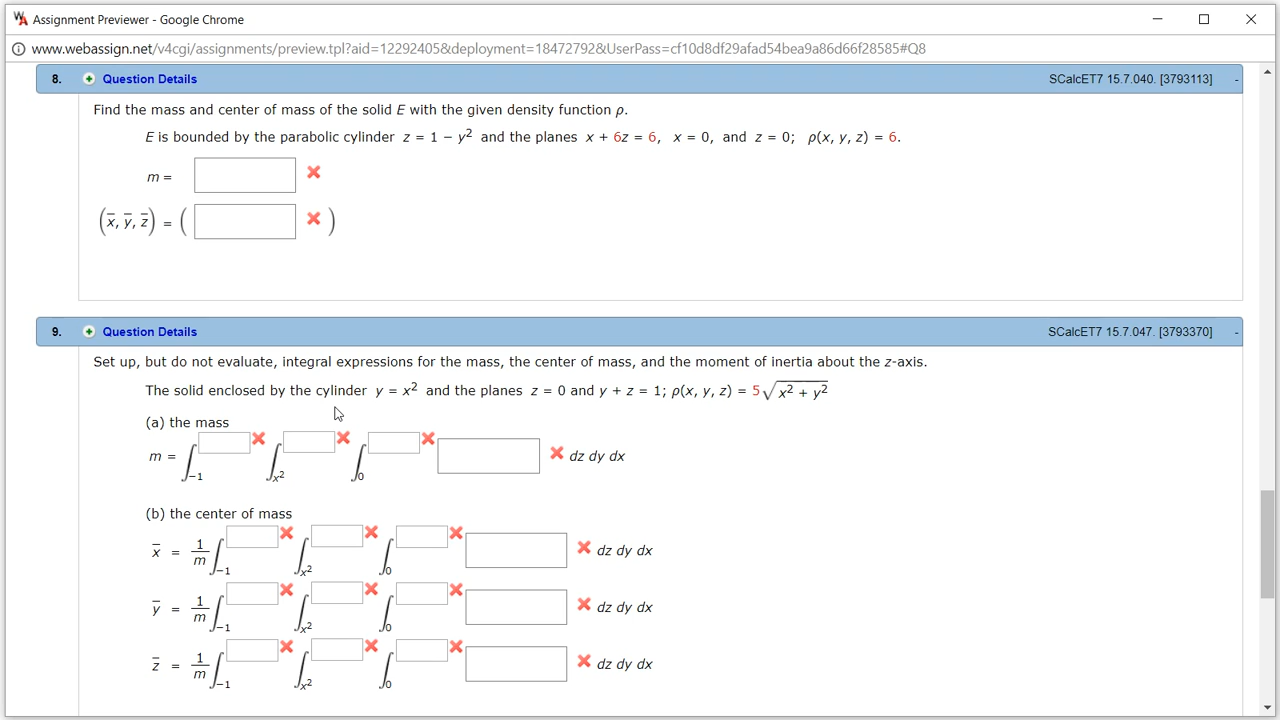 Assignment Previewer - Google Chrome
www.webassign.net/v4cgi/assignments/preview.tpl?aid=12292405&deployment=18472792&UserPass=cf10d8df29afad54bea9a86d66f28585#Q8
8. Question Details SCalcET7 15.7.040. [3793113] -
Find the mass and center of mass of the solid E with the given density function ρ.
E is bounded by the parabolic cylinder z = 1 − y² and the planes x + 6z = 6, x = 0, and z = 0; ρ(x, y, z) = 6.
m =
(x̄, ȳ, z̄) = ( )
9. Question Details SCalcET7 15.7.047. [3793370] -
Set up, but do not evaluate, integral expressions for the mass, the center of mass, and the moment of inertia about the z-axis.
The solid enclosed by the cylinder y = x² and the planes z = 0 and y + z = 1; ρ(x, y, z) = 5√(x² + y²)
(a) the mass
m = ∫−1 ∫x² ∫0 dz dy dx
(b) the center of mass
x̄ = 1/m ∫−1 ∫x² ∫0 dz dy dx
ȳ = 1/m ∫−1 ∫x² ∫0 dz dy dx
z̄ = 1/m ∫−1 ∫x² ∫0 dz dy dx